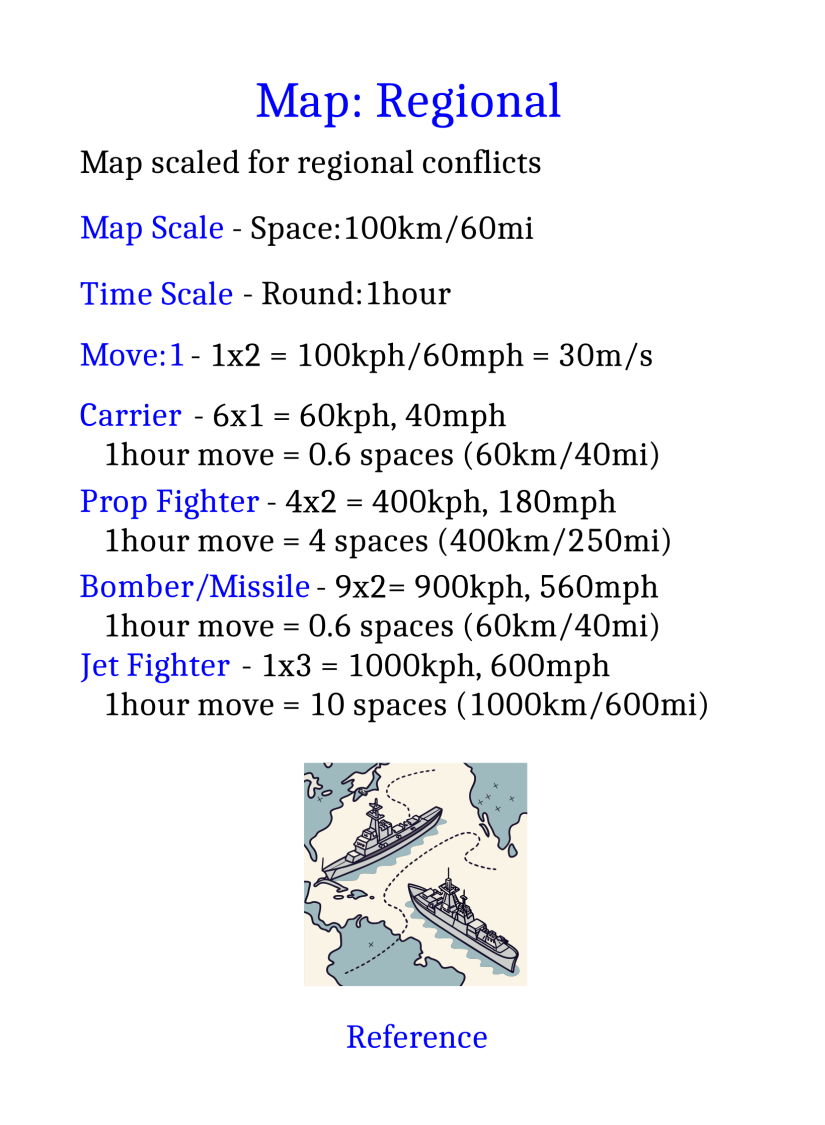 Map: Regional
Map scaled for regional conflicts
Map Scale - Space:100km/60mi
Time Scale - Round:1hour
Move:1 - 1x2 = 100kph/60mph = 30m/s
Carrier - 6x1 = 60kph, 40mph
1hour move = 0.6 spaces (60km/40mi)
Prop Fighter - 4x2 = 400kph, 180mph
1hour move = 4 spaces (400km/250mi)
Bomber/Missile - 9x2= 900kph, 560mph
1hour move = 0.6 spaces (60km/40mi)
Jet Fighter - 1x3 = 1000kph, 600mph
1hour move = 10 spaces (1000km/600mi)
Reference